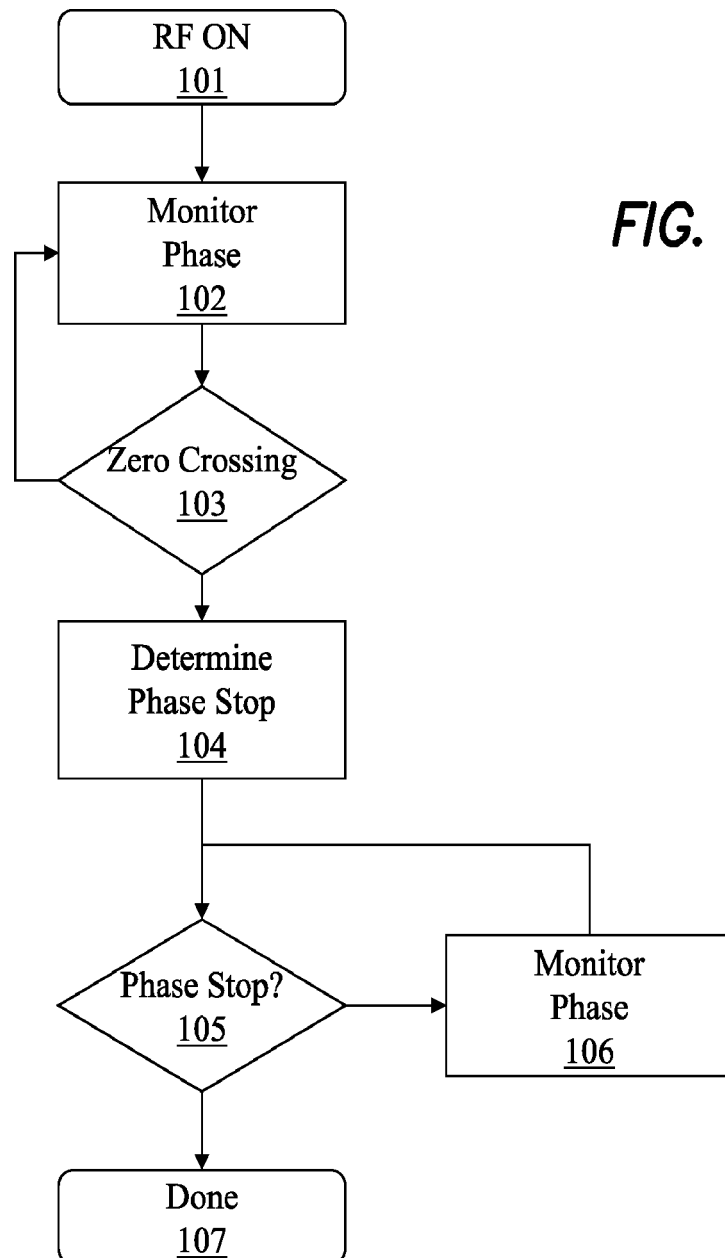 RF ON
101
FIG.
Monitor
Phase
102
Zero Crossing
103
Determine
Phase Stop
104
Phase Stop?
105
Monitor
Phase
106
Done
107